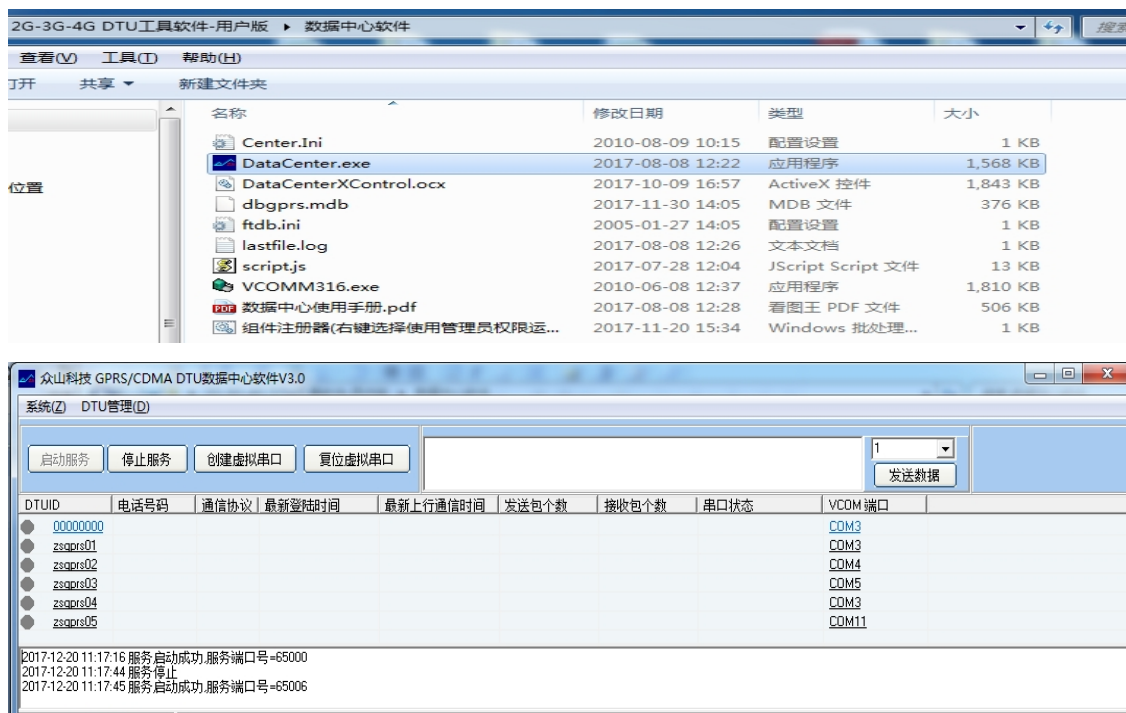 2G-3G-4G DTU工具软件-用户版 ▸ 数据中心软件
查看(V) 工具(T) 帮助(H)
共享 新建文件夹
名称 修改日期 类型 大小
Center.Ini 2010-08-09 10:15 配置设置 1 KB
DataCenter.exe 2017-08-08 12:22 应用程序 1,568 KB
位置 DataCenterXControl.ocx 2017-10-09 16:57 ActiveX 控件 1,843 KB
dbgprs.mdb 2017-11-30 14:05 MDB 文件 376 KB
ftdb.ini 2005-01-27 14:05 配置设置 1 KB
lastfile.log 2017-08-08 12:26 文本文档 1 KB
script.js 2017-07-28 12:04 JScript Script 文件 13 KB
VCOMM316.exe 2010-06-08 12:37 应用程序 1,810 KB
数据中心使用手册.pdf 2017-08-08 12:28 看图王 PDF 文件 506 KB
组件注册器(右键选择使用管理员权限运... 2017-11-20 15:34 Windows 批处理... 1 KB
众山科技 GPRS/CDMA DTU数据中心软件V3.0
系统(Z) DTU管理(D)
启动服务 停止服务 创建虚拟串口 复位虚拟串口 1
发送数据
DTUID 电话号码 通信协议 最新登陆时间 最新上行通信时间 发送包个数 接收包个数 串口状态 VCOM 端口
00000000 COM3
zsgprs01 COM3
zsgprs02 COM4
zsgprs03 COM5
zsgprs04 COM3
zsgprs05 COM11
2017-12-20 11:17:16 服务启动成功.服务端口号=65000
2017-12-20 11:17:44 服务停止
2017-12-20 11:17:45 服务启动成功.服务端口号=65006